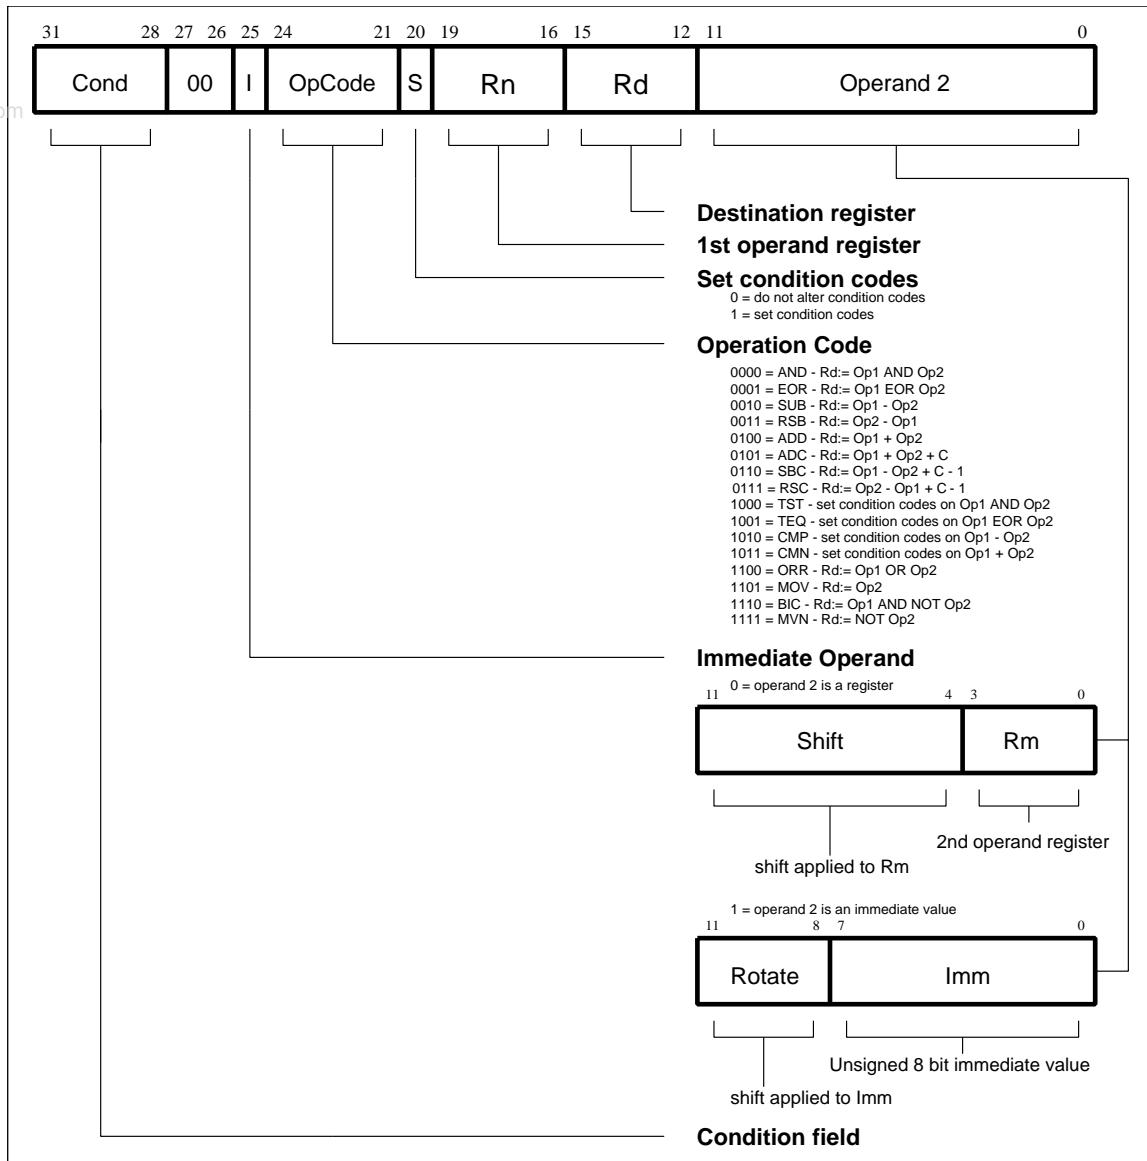 31 28 27 26 25 24 21 20 19 16 15 12 11 0
Cond 00 I OpCode S Rn Rd Operand 2
om
Destination register
1st operand register
Set condition codes
0 = do not alter condition codes
1 = set condition codes
Operation Code
0000 = AND - Rd:= Op1 AND Op2
0001 = EOR - Rd:= Op1 EOR Op2
0010 = SUB - Rd:= Op1 - Op2
0011 = RSB - Rd:= Op2 - Op1
0100 = ADD - Rd:= Op1 + Op2
0101 = ADC - Rd:= Op1 + Op2 + C
0110 = SBC - Rd:= Op1 - Op2 + C - 1
0111 = RSC - Rd:= Op2 - Op1 + C - 1
1000 = TST - set condition codes on Op1 AND Op2
1001 = TEQ - set condition codes on Op1 EOR Op2
1010 = CMP - set condition codes on Op1 - Op2
1011 = CMN - set condition codes on Op1 + Op2
1100 = ORR - Rd:= Op1 OR Op2
1101 = MOV - Rd:= Op2
1110 = BIC - Rd:= Op1 AND NOT Op2
1111 = MVN - Rd:= NOT Op2
Immediate Operand
0 = operand 2 is a register
11 4 3 0
Shift Rm
2nd operand register
shift applied to Rm
1 = operand 2 is an immediate value
11 8 7 0
Rotate Imm
Unsigned 8 bit immediate value
shift applied to Imm
Condition field